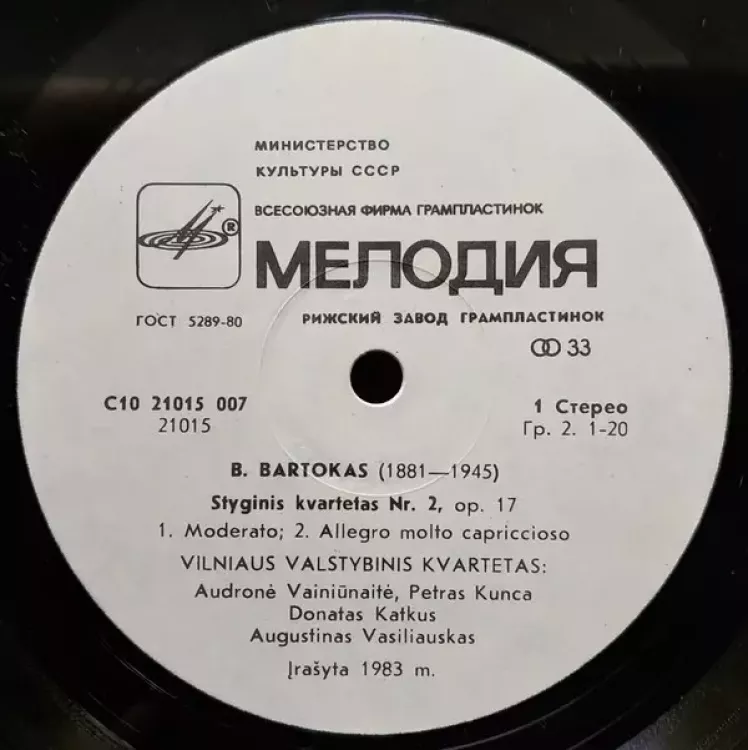 МИНИСТЕРСТВО
КУЛЬТУРЫ СССР
ВСЕСОЮЗНАЯ ФИРМА ГРАМПЛАСТИНОК
®
МЕЛОДИЯ
ГОСТ 5289-80
РИЖСКИЙ ЗАВОД ГРАМПЛАСТИНОК
33
С10 21015 007
1 Стерео
21015
Гр. 2. 1-20
B. BARTOKAS (1881—1945)
Styginis kvartetas Nr. 2, op. 17
1. Moderato; 2. Allegro molto capriccioso
VILNIAUS VALSTYBINIS KVARTETAS:
Audronė Vainiūnaitė, Petras Kunca
Donatas Katkus
Augustinas Vasiliauskas
Įrašyta 1983 m.